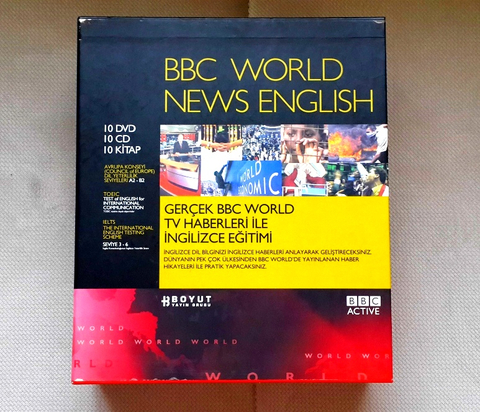 BBC WORLD
NEWS ENGLISH
10 DVD
10 CD
10 KİTAP
AVRUPA KONSEYİ
(COUNCIL of EUROPE)
DİL YETERLİLİK
SEVİYELERİ A2 - B2
TOEIC
TEST of ENGLISH for
INTERNATIONAL
COMMUNICATION
IELTS
THE INTERNATIONAL
ENGLISH TESTING
SCHEME
SEVİYE 3 - 6
WORLD
ECONOMIC
GERÇEK BBC WORLD
TV HABERLERİ İLE
İNGİLİZCE EĞİTİMİ
İNGİLİZCE DİL BİLGİNİZİ İNGİLİZCE HABERLERİ ANLAYARAK GELİŞTİRECEKSİNİZ.
DÜNYANIN PEK ÇOK ÜLKESİNDEN BBC WORLD'DE YAYINLANAN HABER
HİKAYELERİ İLE PRATİK YAPACAKSINIZ.
BOYUT
YAYIN GRUBU
BBC
ACTIVE
WORLD
WORLD WORLD WORLD
WORLD